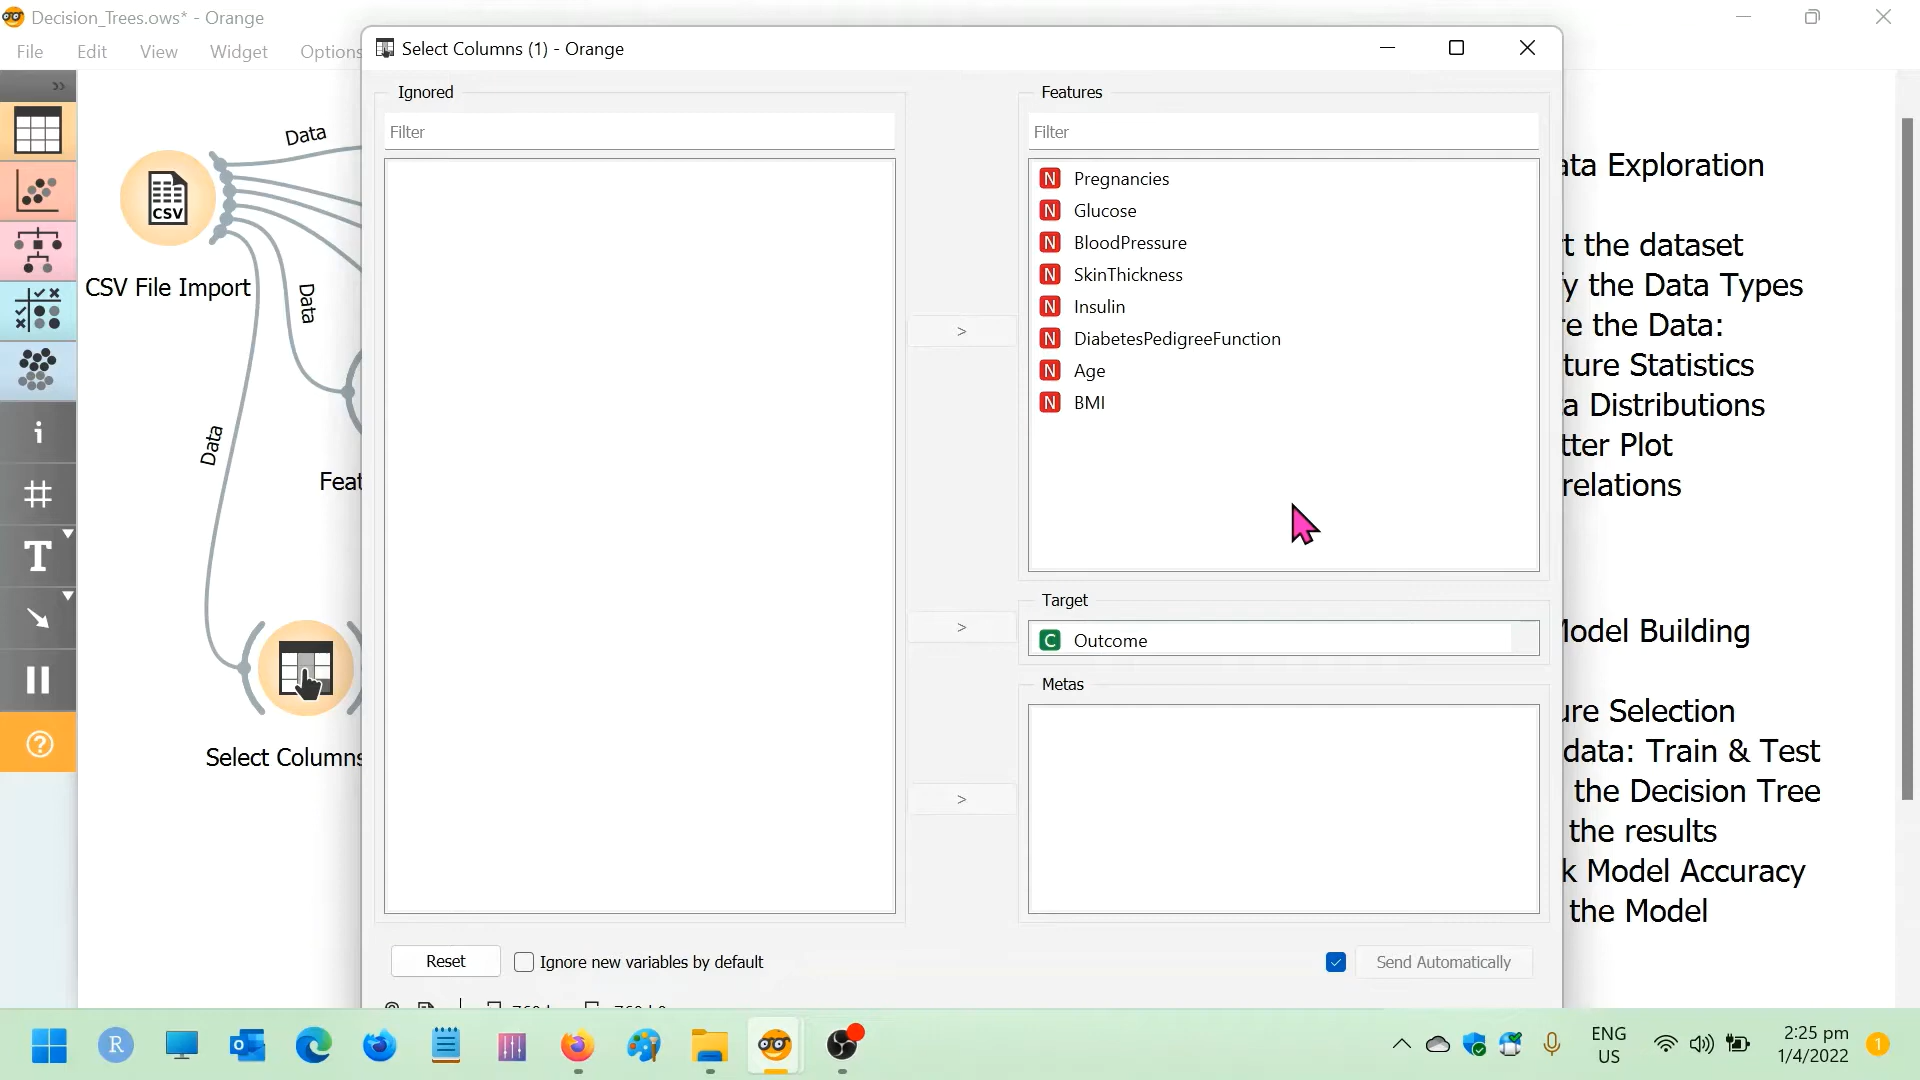 Decision_Trees.ows* - Orange
File Edit View Widget Options
Select Columns (1) - Orange
Ignored
Filter
Features
Filter
N Pregnancies
N Glucose
N BloodPressure
N SkinThickness
N Insulin
N DiabetesPedigreeFunction
N Age
N BMI
>
>
>
Target
C Outcome
Metas
Reset
Ignore new variables by default
Send Automatically
Data
CSV
CSV File Import
Data
Data
Feat
Select Columns
T
ata Exploration
t the dataset
y the Data Types
re the Data:
ture Statistics
a Distributions
tter Plot
relations
Model Building
ure Selection
data: Train & Test
the Decision Tree
the results
k Model Accuracy
the Model
R
ENG
US
2:25 pm
1/4/2022
1